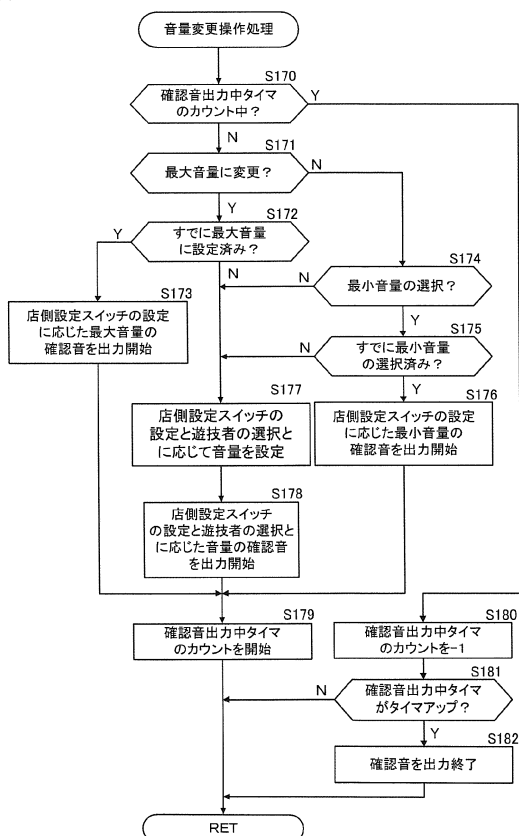 音量変更操作処理
S170
確認音出力中タイマ
のカウント中？
Y
N
S171
最大音量に変更？
N
Y
S172
すでに最大音量
に設定済み？
Y
N
S174
最小音量の選択？
N
Y
S173
店側設定スイッチの設定
に応じた最大音量の
確認音を出力開始
S175
すでに最小音量
の選択済み？
N
Y
S177
店側設定スイッチの
設定と遊技者の選択と
に応じて音量を設定
S176
店側設定スイッチの設定
に応じた最小音量の
確認音を出力開始
S178
店側設定スイッチ
の設定と遊技者の選択と
に応じた音量の確認音
を出力開始
S179
確認音出力中タイマ
のカウントを開始
S180
確認音出力中タイマ
のカウントを-1
S181
確認音出力中タイマ
がタイマアップ？
N
Y
S182
確認音を出力終了
RET